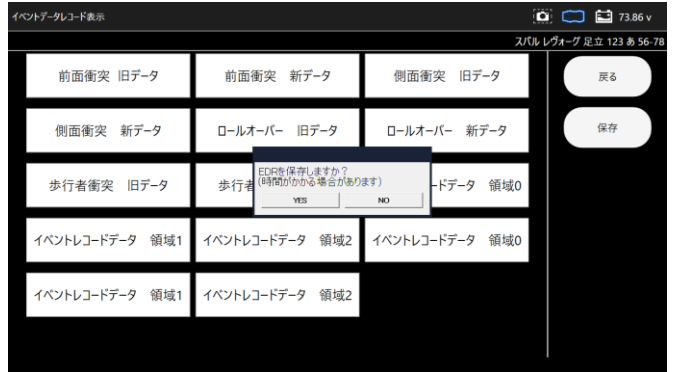 イベントデータレコード表示
73.86 v
スバル レヴォーグ 足立 123 あ 56-78
前面衝突 旧データ
前面衝突 新データ
側面衝突 旧データ
戻る
側面衝突 新データ
ロールオーバー 旧データ
ロールオーバー 新データ
保存
EDRを保存しますか?
(時間がかかる場合があります)
YES
NO
歩行者衝突 旧データ
歩行者
ードデータ 領域0
イベントレコードデータ 領域1
イベントレコードデータ 領域2
イベントレコードデータ 領域0
イベントレコードデータ 領域1
イベントレコードデータ 領域2